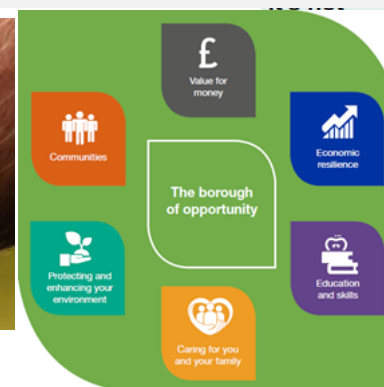 £
Value for
money
Communities
Economic
resilience
The borough
of opportunity
Protecting and
enhancing your
environment
Education
and skills
Caring for you
and your family